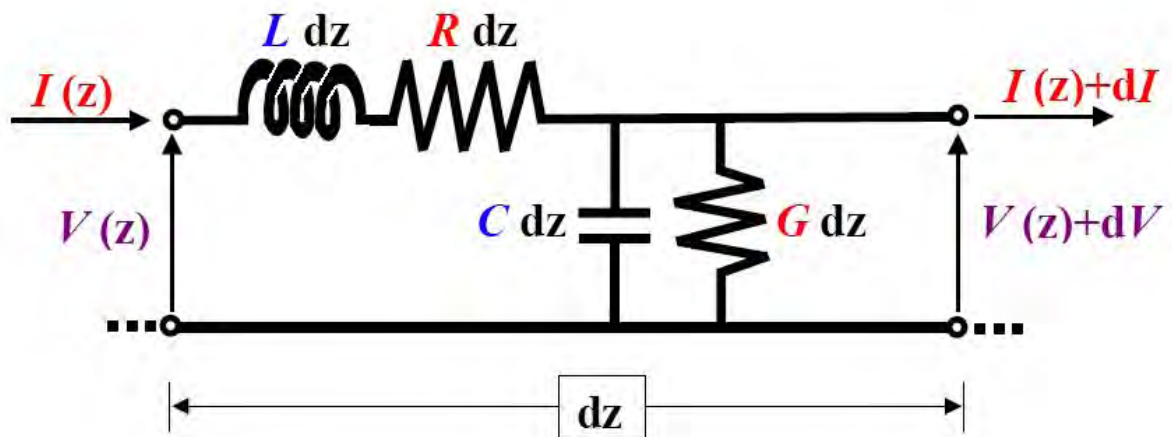 L dz
R dz
I (z)
I (z)+dI
V (z)
C dz
G dz
V (z)+dV
dz